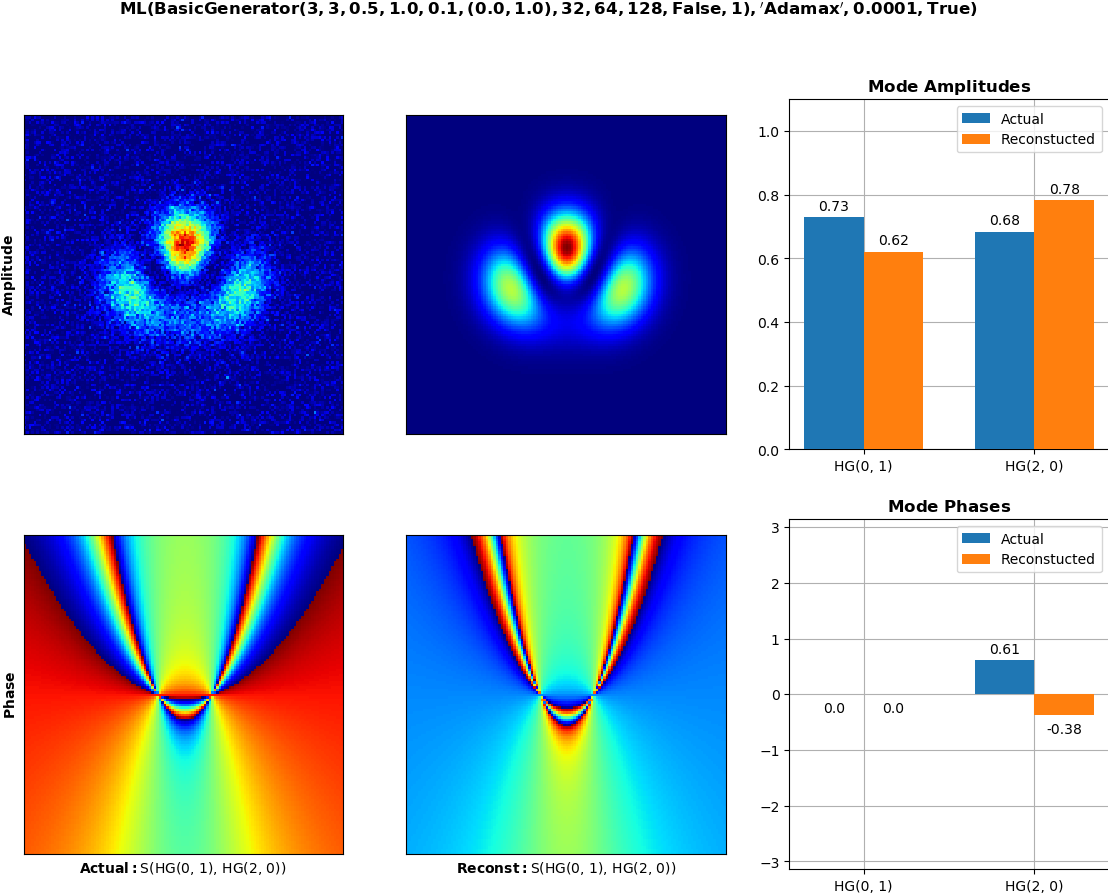 ML(BasicGenerator(3, 3, 0.5, 1.0, 0.1, (0.0, 1.0), 32, 64, 128, False, 1), ′Adamax′, 0.0001, True)
Amplitude
Mode Amplitudes
Actual
Reconstucted
1.0
0.8
0.6
0.4
0.2
0.0
0.73
0.62
0.68
0.78
HG(0, 1)
HG(2, 0)
Phase
Actual: S(HG(0, 1), HG(2, 0))
Reconst: S(HG(0, 1), HG(2, 0))
Mode Phases
Actual
Reconstucted
3
2
1
0
−1
−2
−3
0.0
0.0
0.61
-0.38
HG(0, 1)
HG(2, 0)